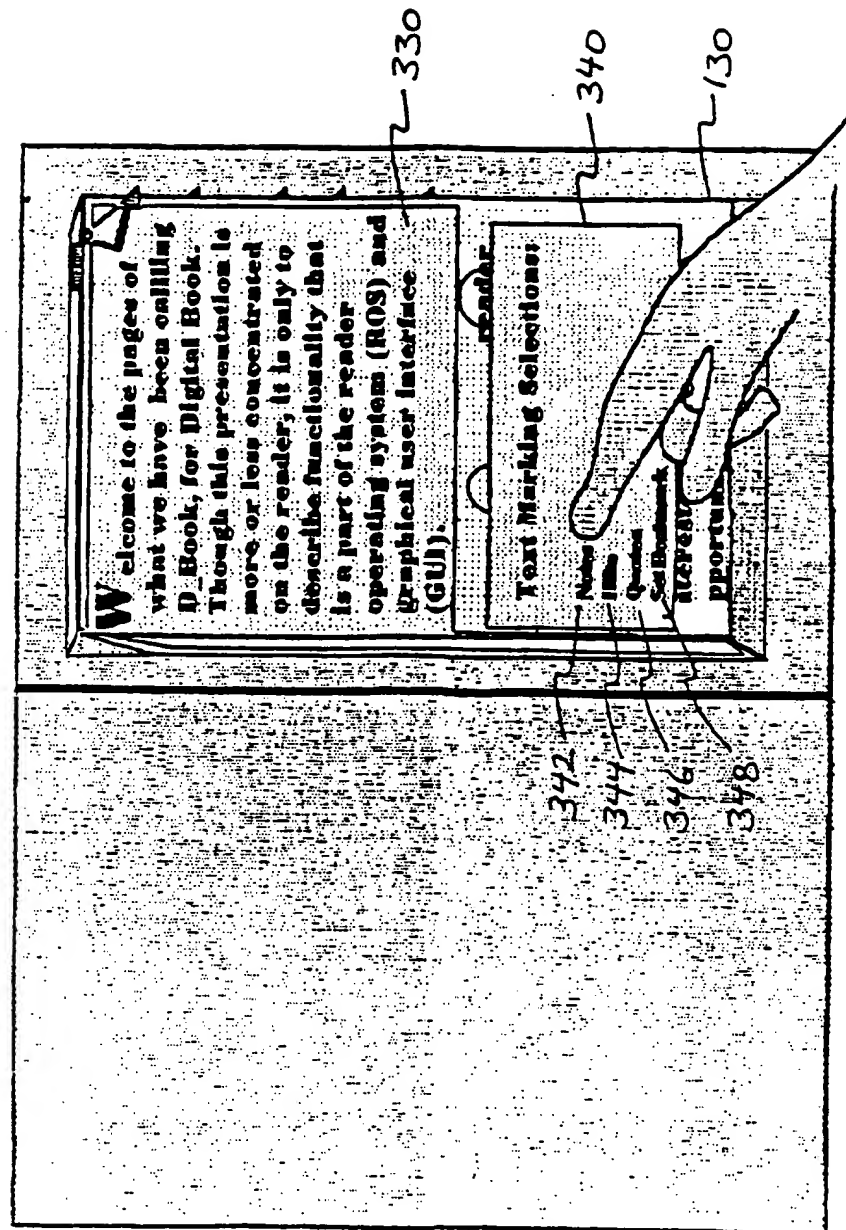 Welcome to the pages of
what we have been calling
D_Book, for Digital Book.
Though this presentation is
more or less concentrated
on the reader, it is only to
describe functionality that
is a part of the reader
operating system (ROS) and
graphical user interface
(GUI).
330
reader
Text Marking Selections:
340
Notes
Quotes
Set Bookmark
pportun
130
342
344
346
348